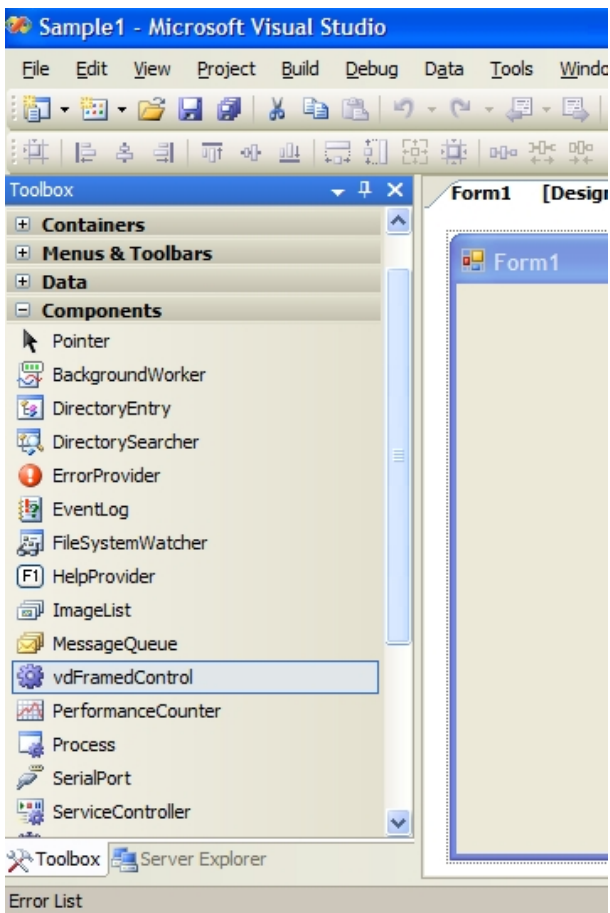 Sample1 - Microsoft Visual Studio
File Edit View Project Build Debug Data Tools Windo
Toolbox
Form1 [Design
Containers
Menus & Toolbars
Data
Components
Pointer
BackgroundWorker
DirectoryEntry
DirectorySearcher
ErrorProvider
EventLog
FileSystemWatcher
F1 HelpProvider
ImageList
MessageQueue
vdFramedControl
PerformanceCounter
Process
SerialPort
ServiceController
Form1
Toolbox Server Explorer
Error List